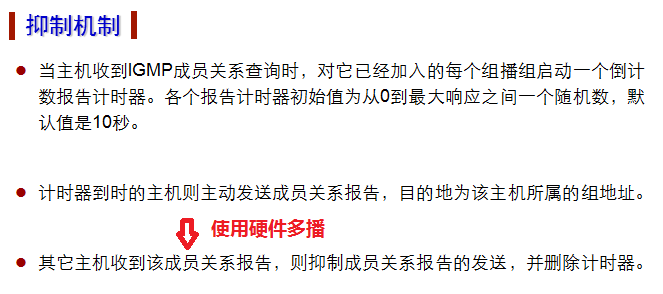 抑制机制
当主机收到IGMP成员关系查询时，对它已经加入的每个组播组启动一个倒计
数报告计时器。各个报告计时器初始值为从0到最大响应之间一个随机数，默
认值是10秒。
计时器到时的主机则主动发送成员关系报告，目的地为该主机所属的组地址。
使用硬件多播
其它主机收到该成员关系报告，则抑制成员关系报告的发送，并删除计时器。